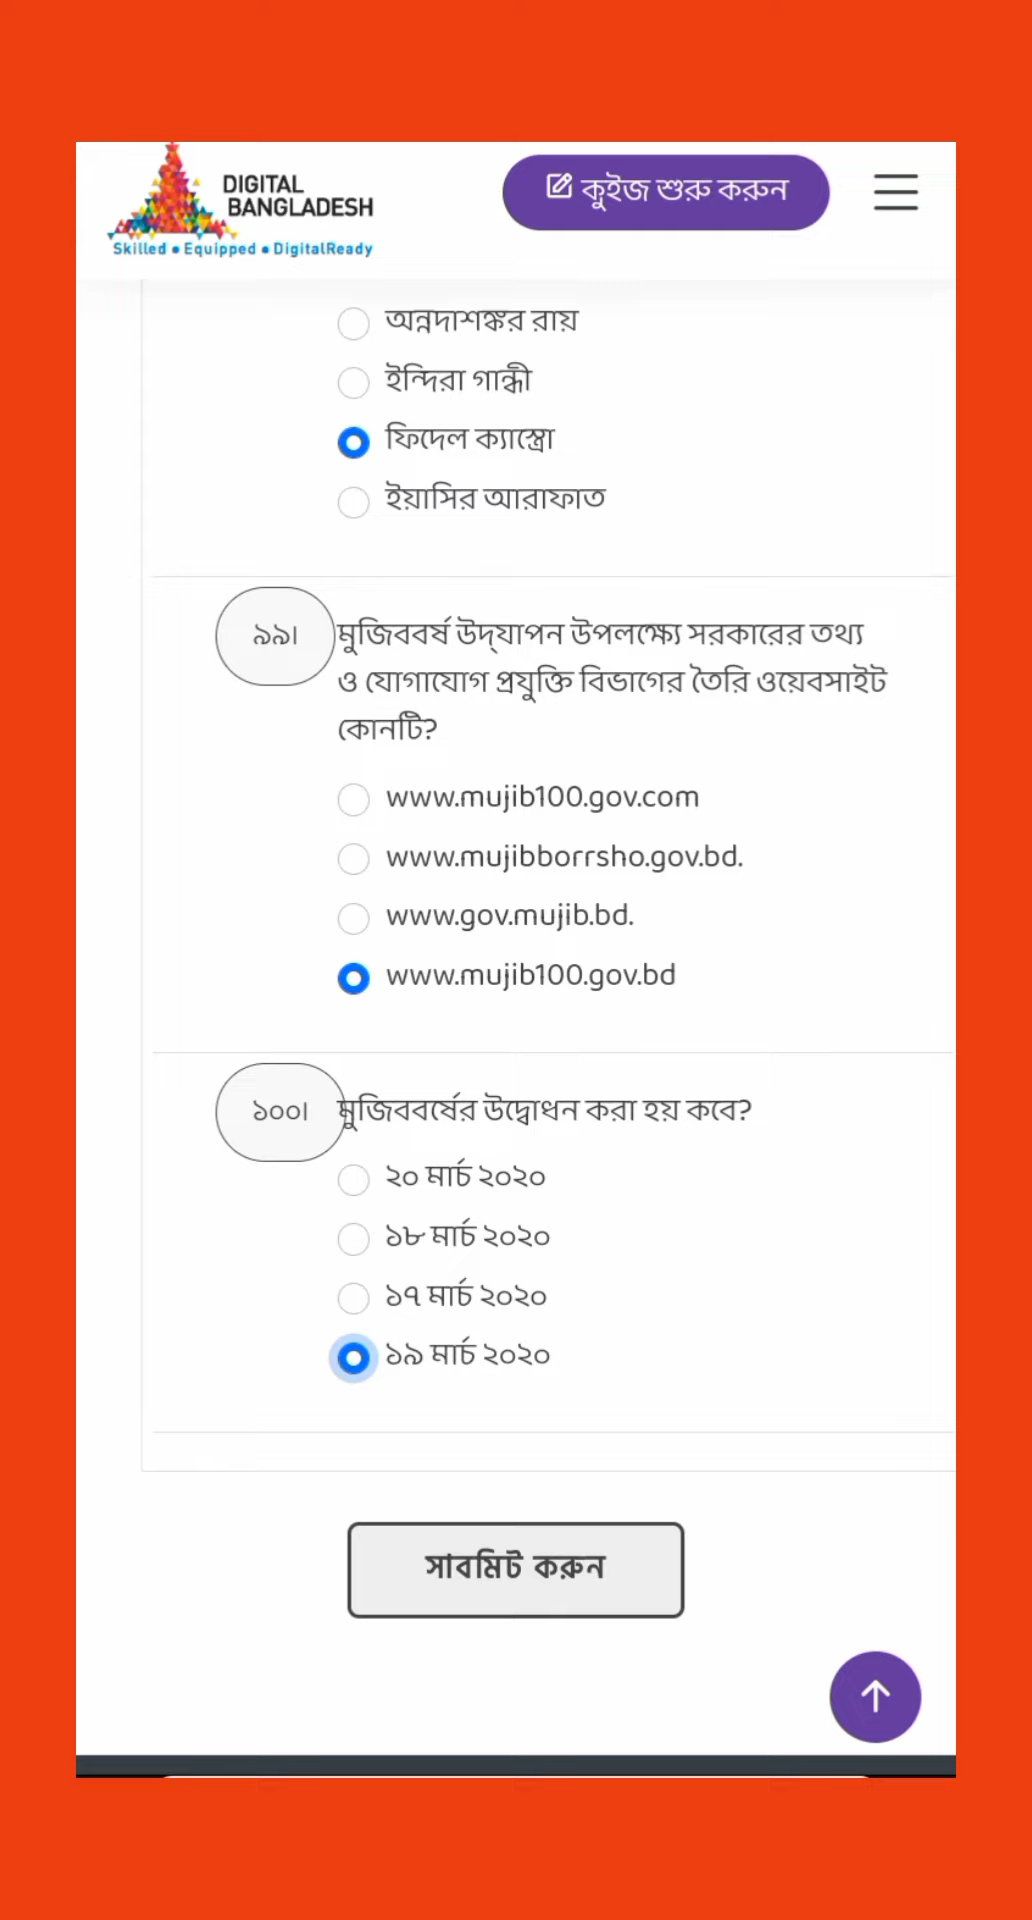 DIGITAL
BANGLADESH
Skilled • Equipped • DigitalReady
কুইজ শুরু করুন
অন্নদাশঙ্কর রায়
ইন্দিরা গান্ধী
ফিদেল ক্যাস্ত্রো
ইয়াসির আরাফাত
৯৯।
মুজিববর্ষ উদ্‌যাপন উপলক্ষ্যে সরকারের তথ্য
ও যোগাযোগ প্রযুক্তি বিভাগের তৈরি ওয়েবসাইট
কোনটি?
www.mujib100.gov.com
www.mujibborrsho.gov.bd.
www.gov.mujib.bd.
www.mujib100.gov.bd
১০০।
মুজিববর্ষের উদ্বোধন করা হয় কবে?
২০ মার্চ ২০২০
১৮ মার্চ ২০২০
১৭ মার্চ ২০২০
১৯ মার্চ ২০২০
সাবমিট করুন